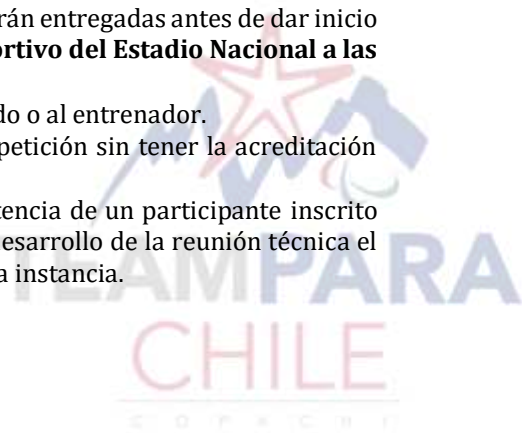 rán entregadas antes de dar inicio
ortivo del Estadio Nacional a las
do o al entrenador.
petición sin tener la acreditación
tencia de un participante inscrito
esarrollo de la reunión técnica el
a instancia.
TEAMPARA
CHILE
COPACHI